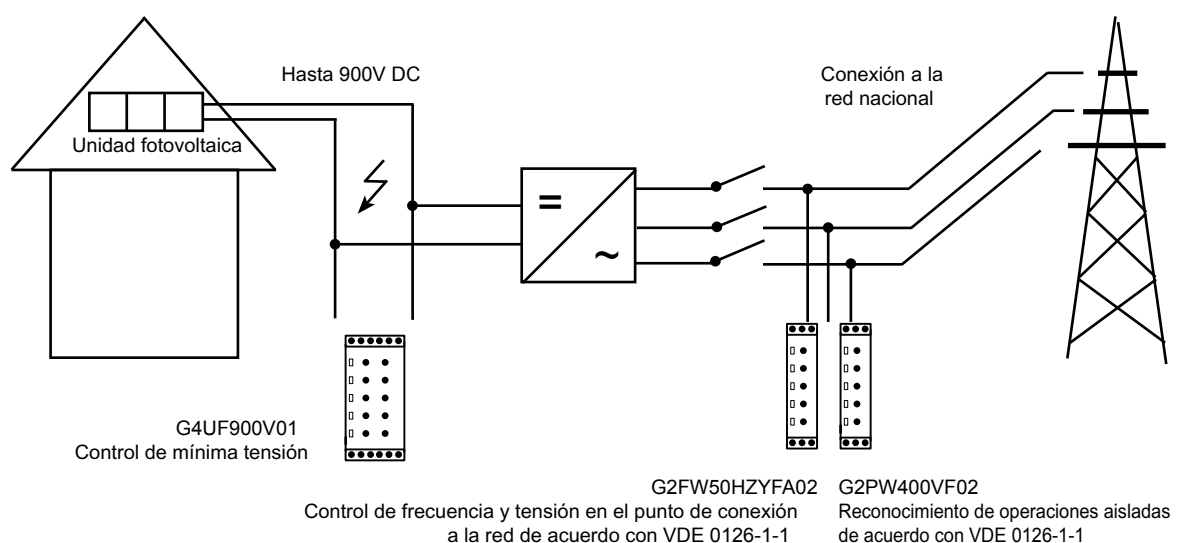 Hasta 900V DC
Conexión a la
red nacional
Unidad fotovoltaica
=
~
G4UF900V01
Control de mínima tensión
G2FW50HZYFA02
Control de frecuencia y tensión en el punto de conexión
a la red de acuerdo con VDE 0126-1-1
G2PW400VF02
Reconocimiento de operaciones aisladas
de acuerdo con VDE 0126-1-1